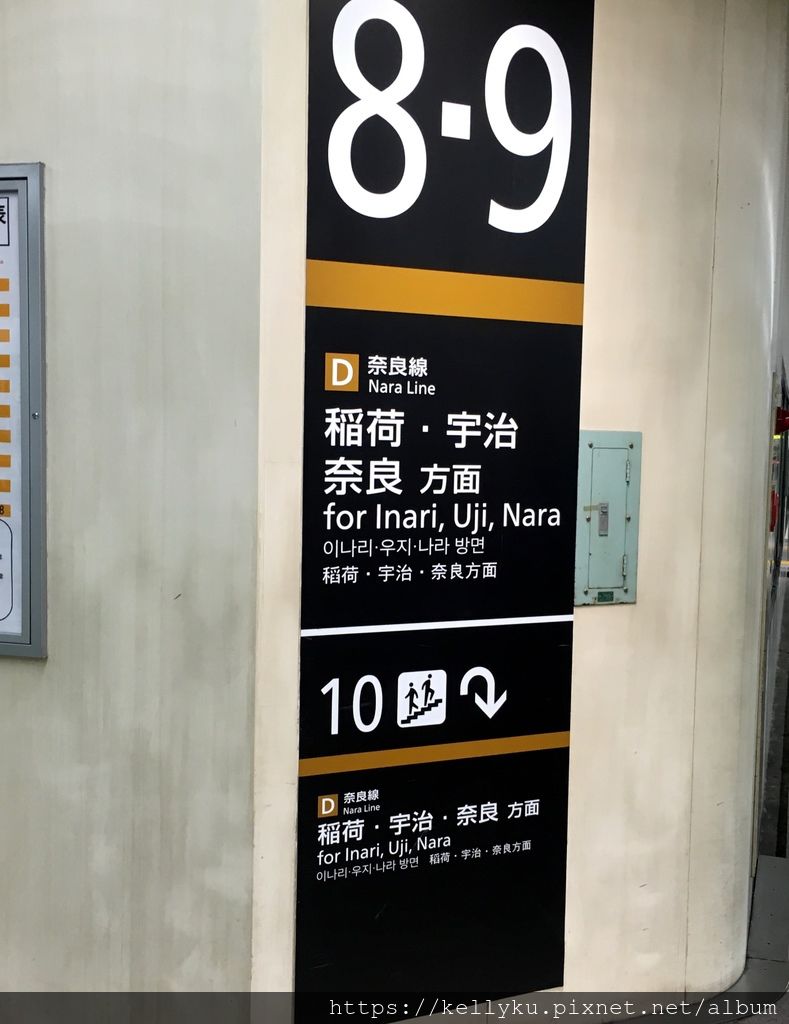 8·9
D 奈良線
Nara Line
稲荷・宇治
奈良 方面
for Inari, Uji, Nara
이나리·우지·나라 방면
稻荷・宇治・奈良方面
10
D 奈良線
Nara Line
稲荷・宇治・奈良 方面
for Inari, Uji, Nara
이나리·우지·나라 방면 稻荷・宇治・奈良方面
https://kellyku.pixnet.net/album